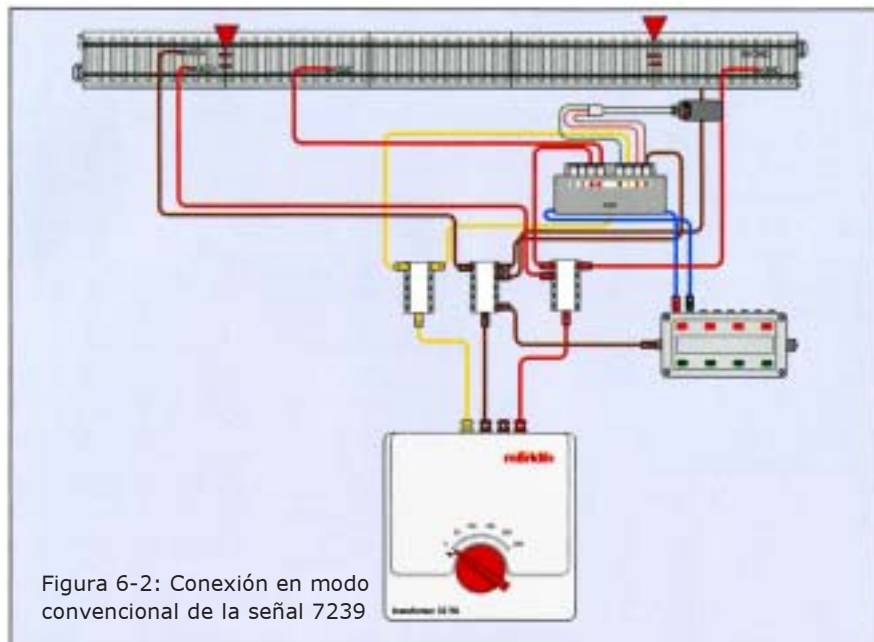 märklin
Figura 6-2: Conexión en modo
convencional de la señal 7239